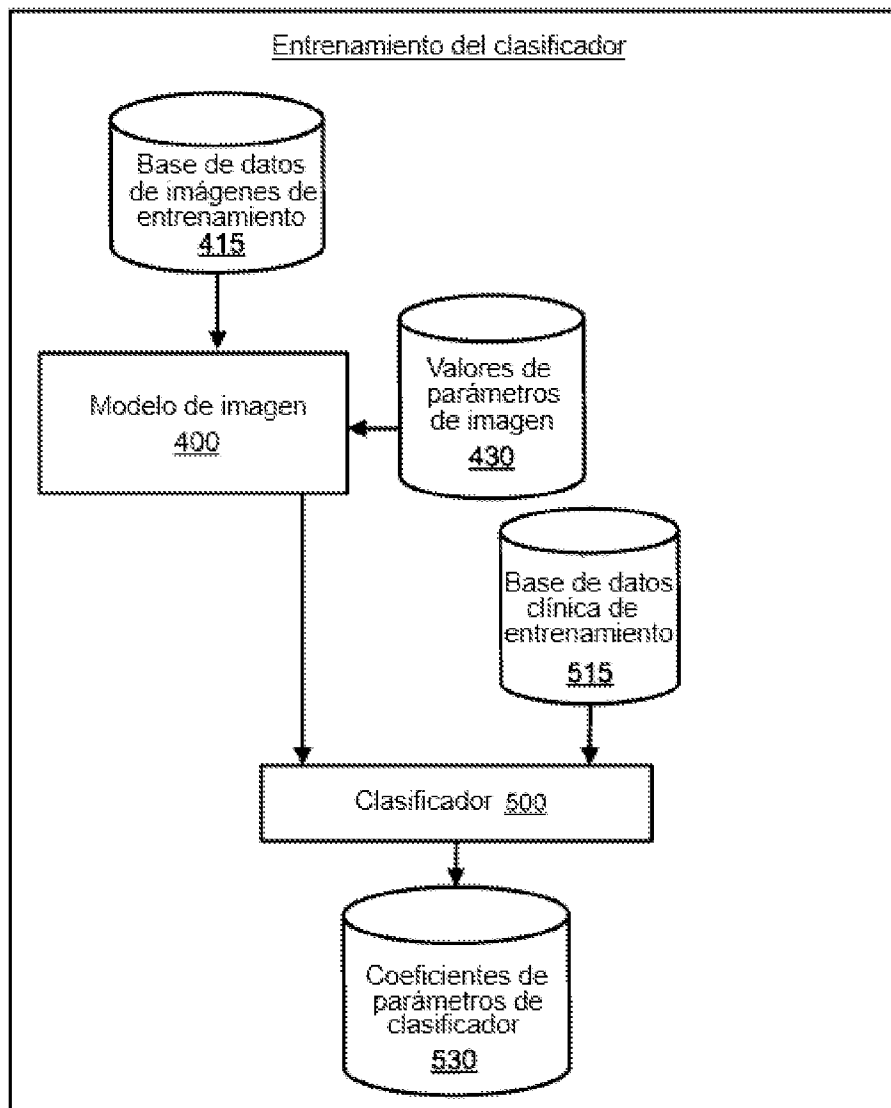 Entrenamiento del clasificador
Base de datos
de imágenes de
entrenamiento
415
Modelo de imagen
400
Valores de
parámetros
de imagen
430
Base de datos
clínica de
entrenamiento
515
Clasificador 500
Coeficientes de
parámetros de
clasificador
530